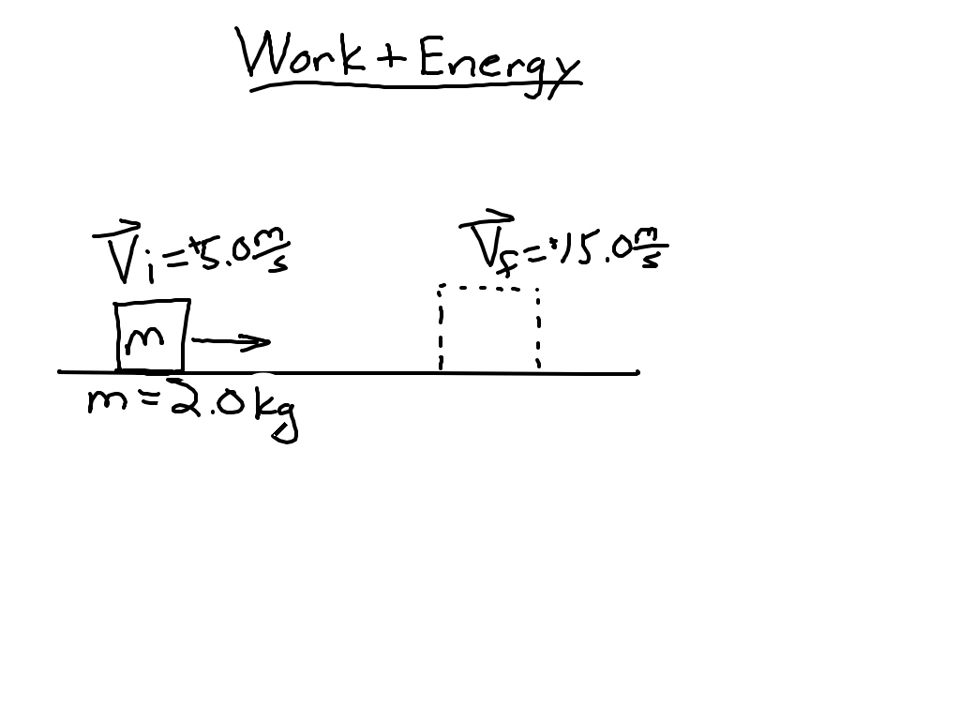 Work + Energy
V⃗i = +5.0 m/s
V⃗f = +15.0 m/s
m
m = 2.0 kg